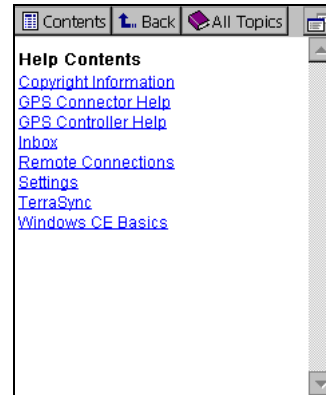 Contents Back All Topics
Help Contents
Copyright Information
GPS Connector Help
GPS Controller Help
Inbox
Remote Connections
Settings
TerraSync
Windows CE Basics